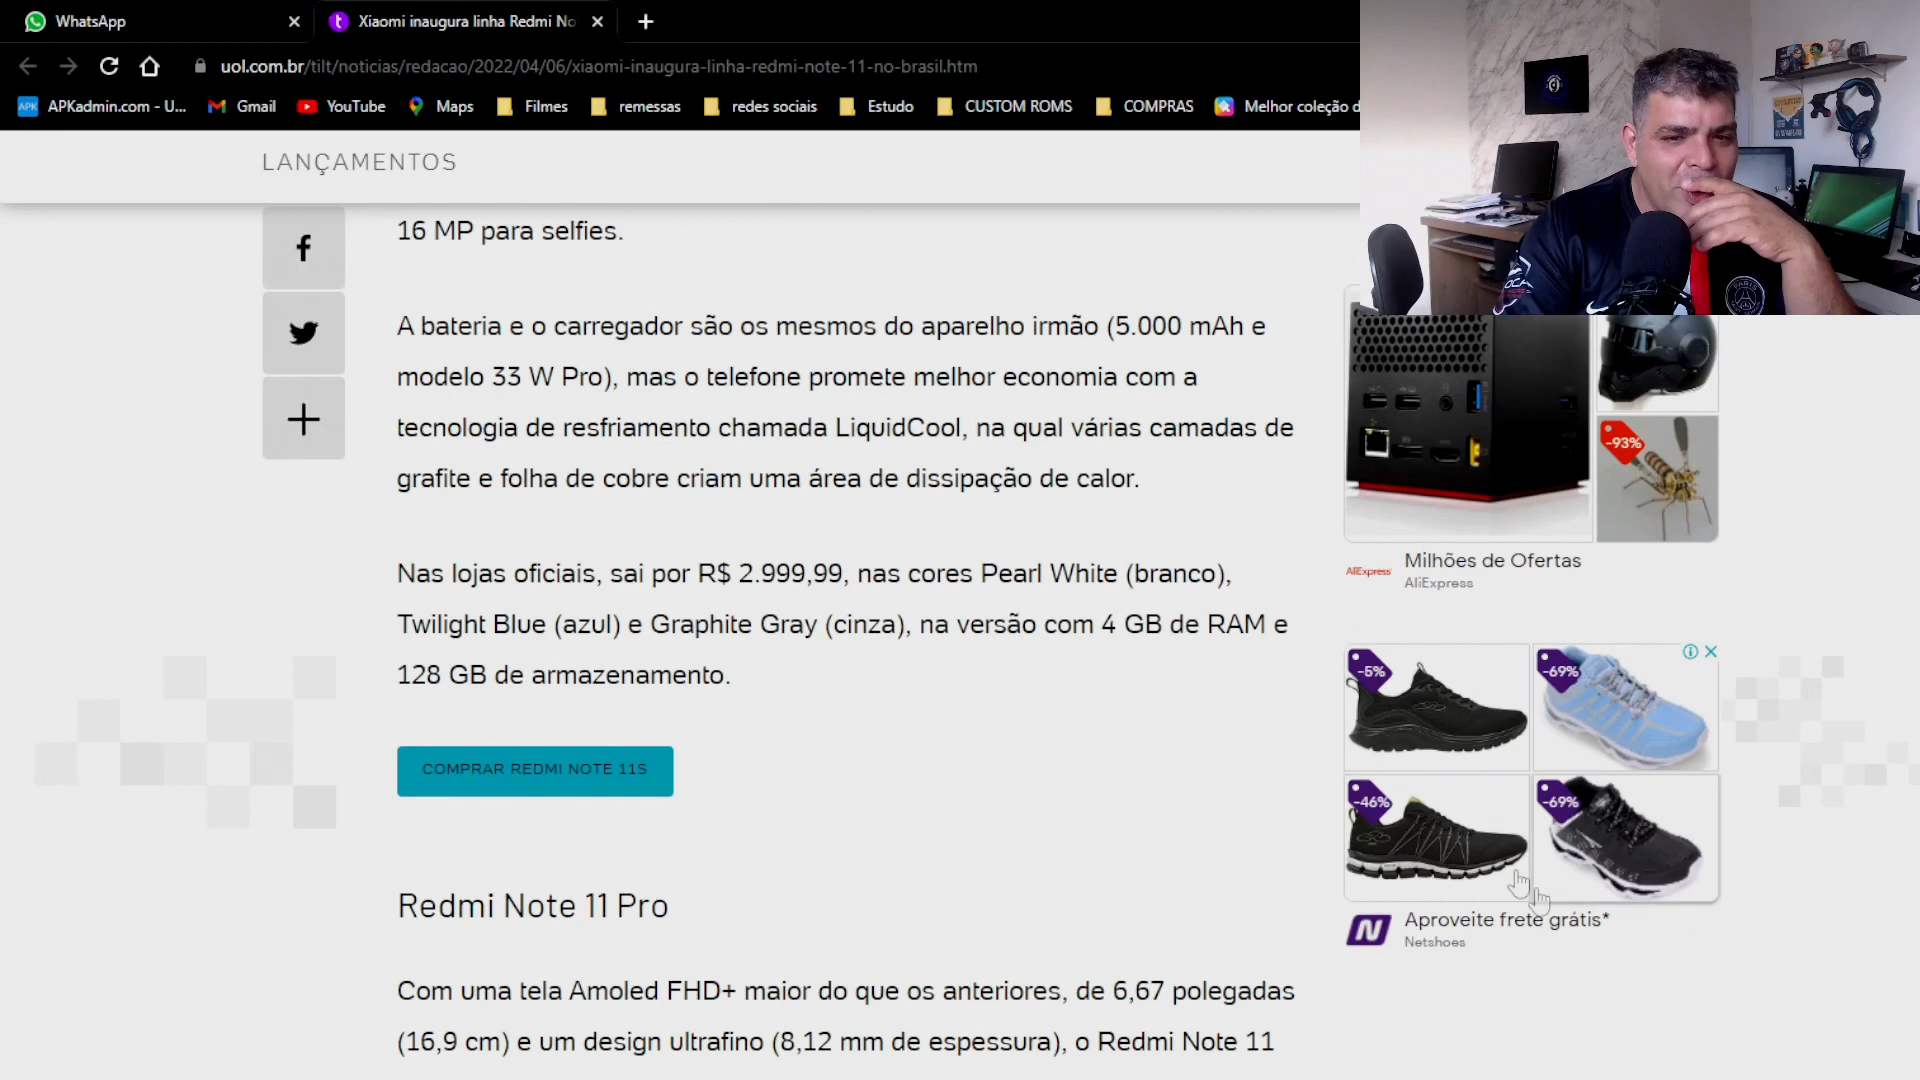 WhatsApp
Xiaomi inaugura linha Redmi No
uol.com.br/tilt/noticias/redacao/2022/04/06/xiaomi-inaugura-linha-redmi-note-11-no-brasil.htm
APK APKadmin.com - U... Gmail YouTube Maps Filmes remessas redes sociais Estudo CUSTOM ROMS COMPRAS Melhor coleção d
LANÇAMENTOS
16 MP para selfies.
A bateria e o carregador são os mesmos do aparelho irmão (5.000 mAh e
modelo 33 W Pro), mas o telefone promete melhor economia com a
tecnologia de resfriamento chamada LiquidCool, na qual várias camadas de
grafite e folha de cobre criam uma área de dissipação de calor.
Nas lojas oficiais, sai por R$ 2.999,99, nas cores Pearl White (branco),
Twilight Blue (azul) e Graphite Gray (cinza), na versão com 4 GB de RAM e
128 GB de armazenamento.
COMPRAR REDMI NOTE 11S
Redmi Note 11 Pro
Com uma tela Amoled FHD+ maior do que os anteriores, de 6,67 polegadas
(16,9 cm) e um design ultrafino (8,12 mm de espessura), o Redmi Note 11
PARIS
-93%
AliExpress
Milhões de Ofertas
AliExpress
-5%
-69%
-46%
-69%
N
Aproveite frete grátis*
Netshoes